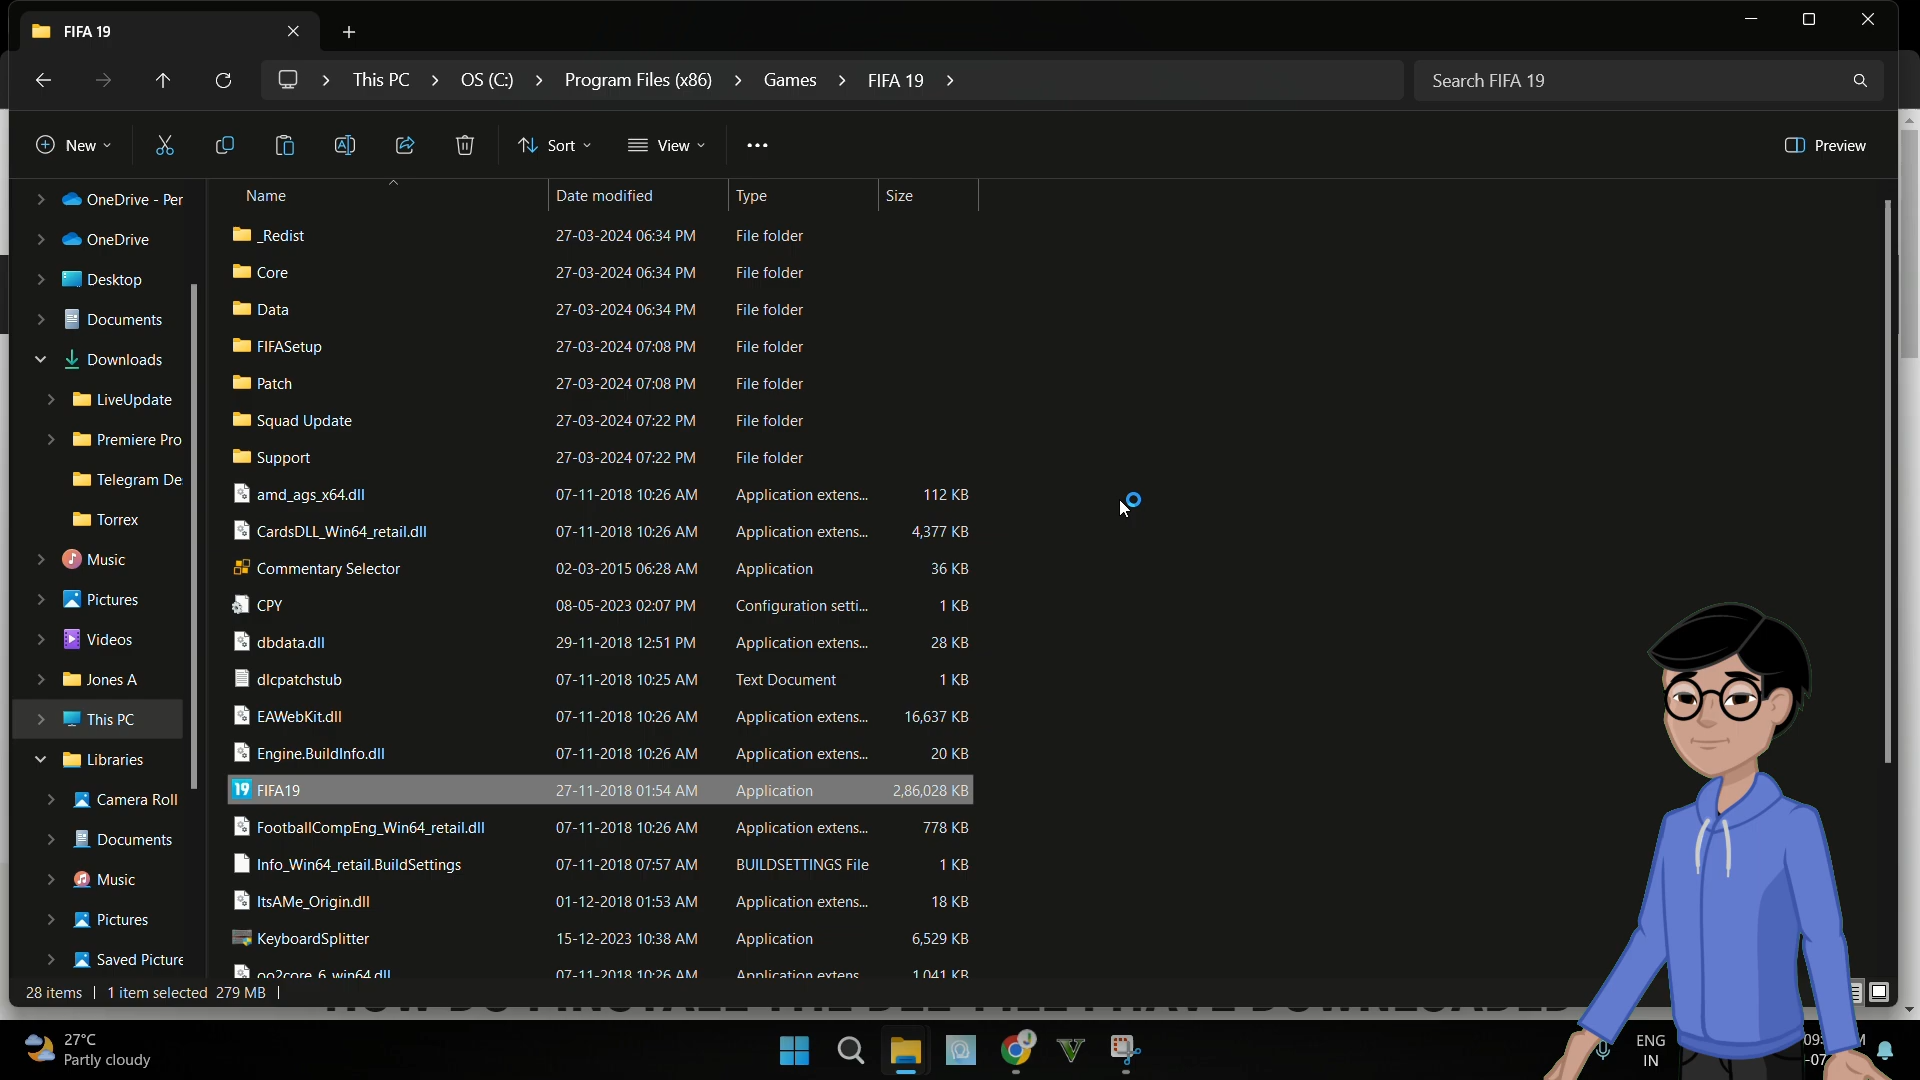 FIFA 19
This PC
OS (C:)
Program Files (x86)
Games
FIFA 19
Search FIFA 19
New
Sort
View
Preview
Name
Date modified
Type
Size
OneDrive - Per
OneDrive
Desktop
Documents
Downloads
LiveUpdate
Premiere Pro
Telegram De
Torrex
Music
Pictures
Videos
Jones A
This PC
Libraries
Camera Roll
Documents
Music
Pictures
Saved Picture
_Redist 27-03-2024 06:34 PM File folder
Core 27-03-2024 06:34 PM File folder
Data 27-03-2024 06:34 PM File folder
FIFASetup 27-03-2024 07:08 PM File folder
Patch 27-03-2024 07:08 PM File folder
Squad Update 27-03-2024 07:22 PM File folder
Support 27-03-2024 07:22 PM File folder
amd_ags_x64.dll 07-11-2018 10:26 AM Application extens... 112 KB
CardsDLL_Win64_retail.dll 07-11-2018 10:26 AM Application extens... 4,377 KB
Commentary Selector 02-03-2015 06:28 AM Application 36 KB
CPY 08-05-2023 02:07 PM Configuration setti... 1 KB
dbdata.dll 29-11-2018 12:51 PM Application extens... 28 KB
dlcpatchstub 07-11-2018 10:25 AM Text Document 1 KB
EAWebKit.dll 07-11-2018 10:26 AM Application extens... 16,637 KB
Engine.BuildInfo.dll 07-11-2018 10:26 AM Application extens... 20 KB
19 FIFA19 27-11-2018 01:54 AM Application 2,86,028 KB
FootballCompEng_Win64_retail.dll 07-11-2018 10:26 AM Application extens... 778 KB
Info_Win64_retail.BuildSettings 07-11-2018 07:57 AM BUILDSETTINGS File 1 KB
ItsAMe_Origin.dll 01-12-2018 01:53 AM Application extens... 18 KB
KeyboardSplitter 15-12-2023 10:38 AM Application 6,529 KB
oo2core_6_win64.dll 07-11-2018 10:26 AM Application extens... 1,041 KB
28 items
1 item selected 279 MB
27°C
Partly cloudy
ENG
IN